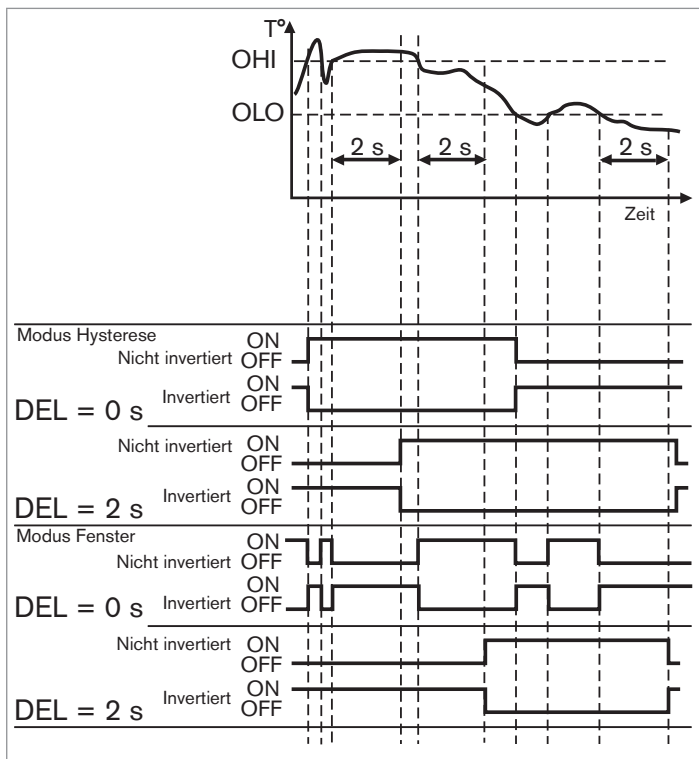 T°
OHI
OLO
2 s 2 s 2 s
Zeit
Modus Hysterese
ON
Nicht invertiert OFF
ON
Invertiert OFF
DEL = 0 s
Nicht invertiert ON
OFF
ON
Invertiert OFF
DEL = 2 s
Modus Fenster
ON
Nicht invertiert OFF
ON
DEL = 0 s Invertiert OFF
Nicht invertiert ON
OFF
ON
Invertiert OFF
DEL = 2 s